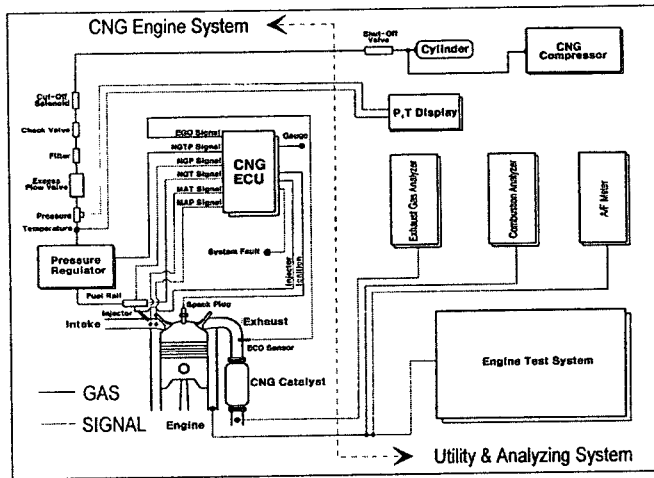 CNG Engine System
Shut-Off
Valve
Cylinder
CNG
Compressor
Cut-Off
Solenoid
Check Valve
Filter
Excess
Flow Valve
Pressure
Temperature
Pressure
Regulator
P,T Display
EGO Signal
NGTP Signal
NGP Signal
NGT Signal
MAT Signal
MAP Signal
CNG
ECU
Gauge
System Fault
Injector
Ignition
Exhaust Gas Analyzer
Combustion Analyzer
A/F Meter
Fuel Rail
Injector
Spark Plug
Intake
Exhaust
EGO Sensor
CNG Catalyst
Engine
Engine Test System
GAS
SIGNAL
Utility & Analyzing System